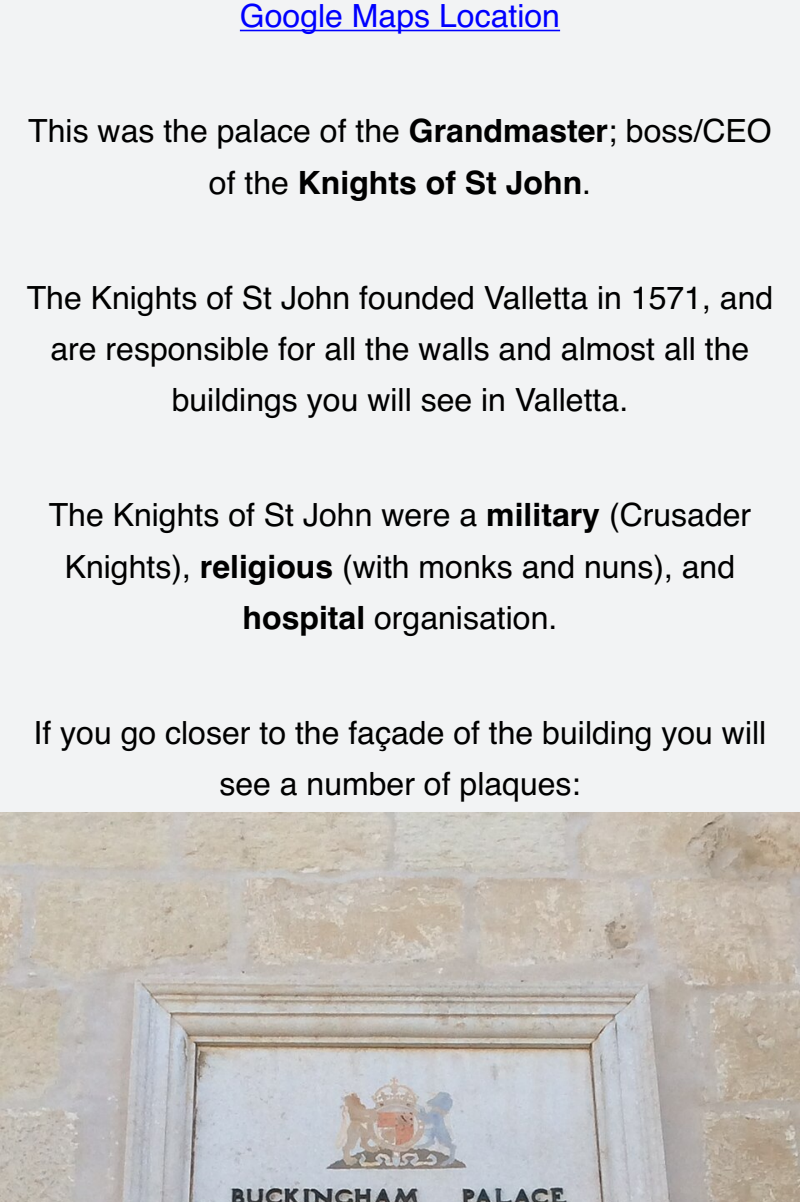 Google Maps Location
This was the palace of the Grandmaster; boss/CEO
of the Knights of St John.
The Knights of St John founded Valletta in 1571, and
are responsible for all the walls and almost all the
buildings you will see in Valletta.
The Knights of St John were a military (Crusader
Knights), religious (with monks and nuns), and
hospital organisation.
If you go closer to the façade of the building you will
see a number of plaques:
BUCKINGHAM PALACE